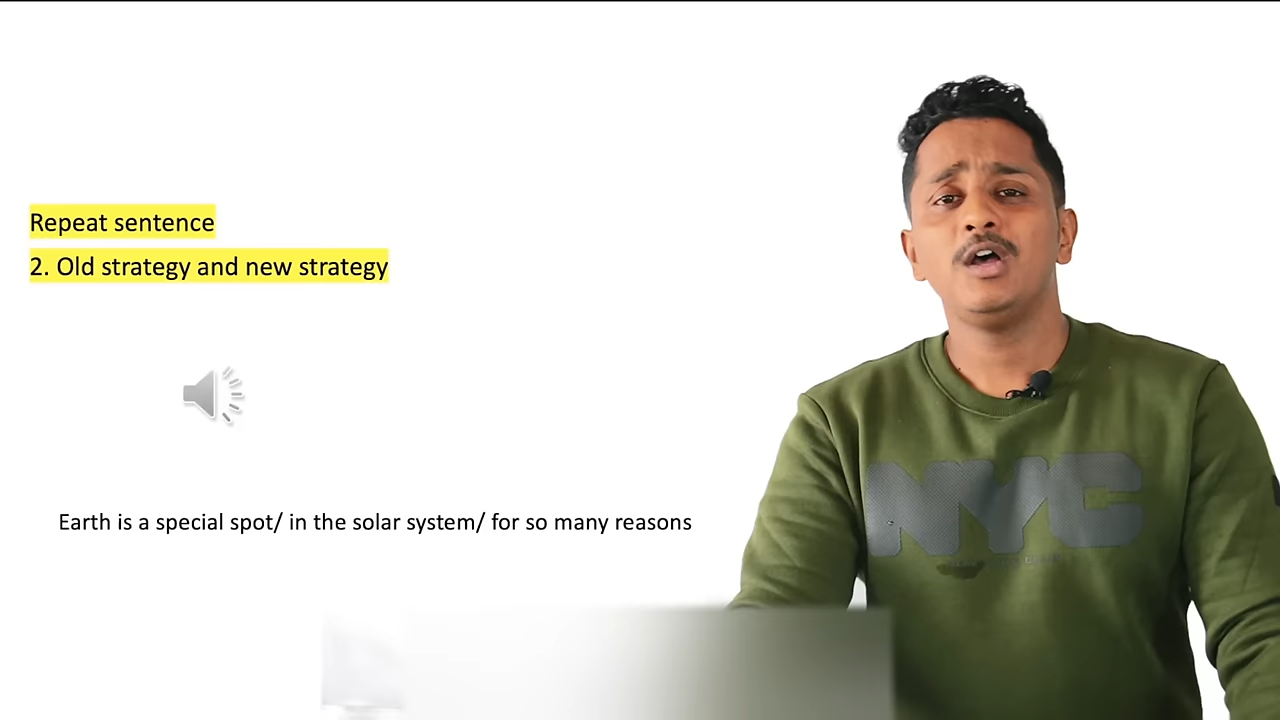 Repeat sentence
2. Old strategy and new strategy
Earth is a special spot/ in the solar system/ for so many reasons
NYC